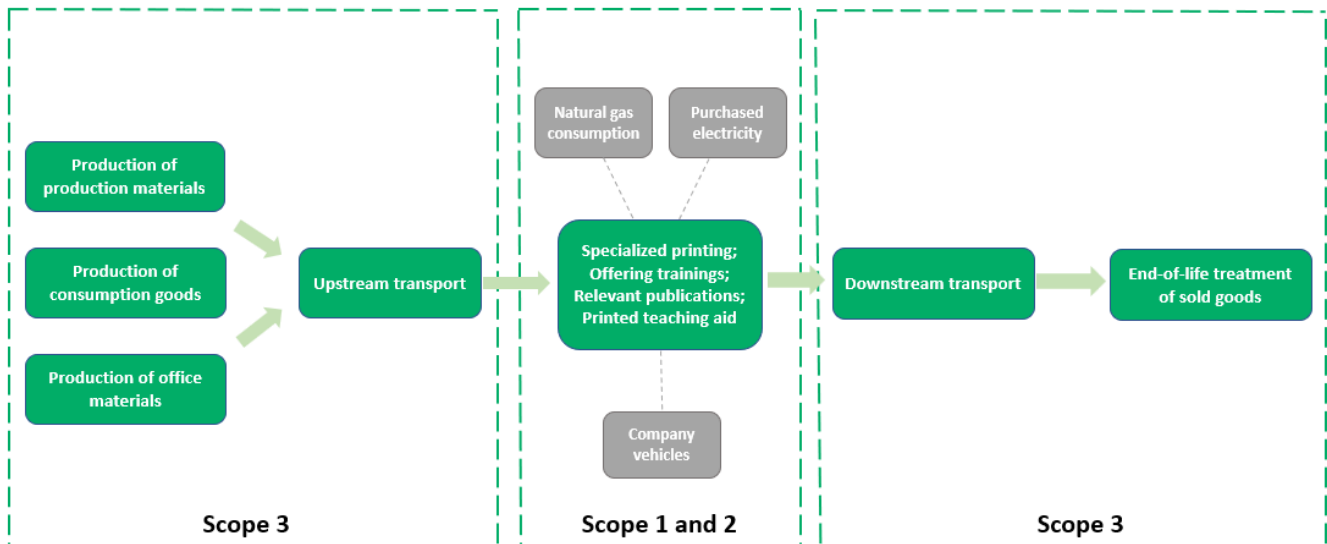 Production of
production materials
Production of
consumption goods
Production of office
materials
Upstream transport
Scope 3
Natural gas
consumption
Purchased
electricity
Specialized printing;
Offering trainings;
Relevant publications;
Printed teaching aid
Company
vehicles
Scope 1 and 2
Downstream transport
End-of-life treatment
of sold goods
Scope 3